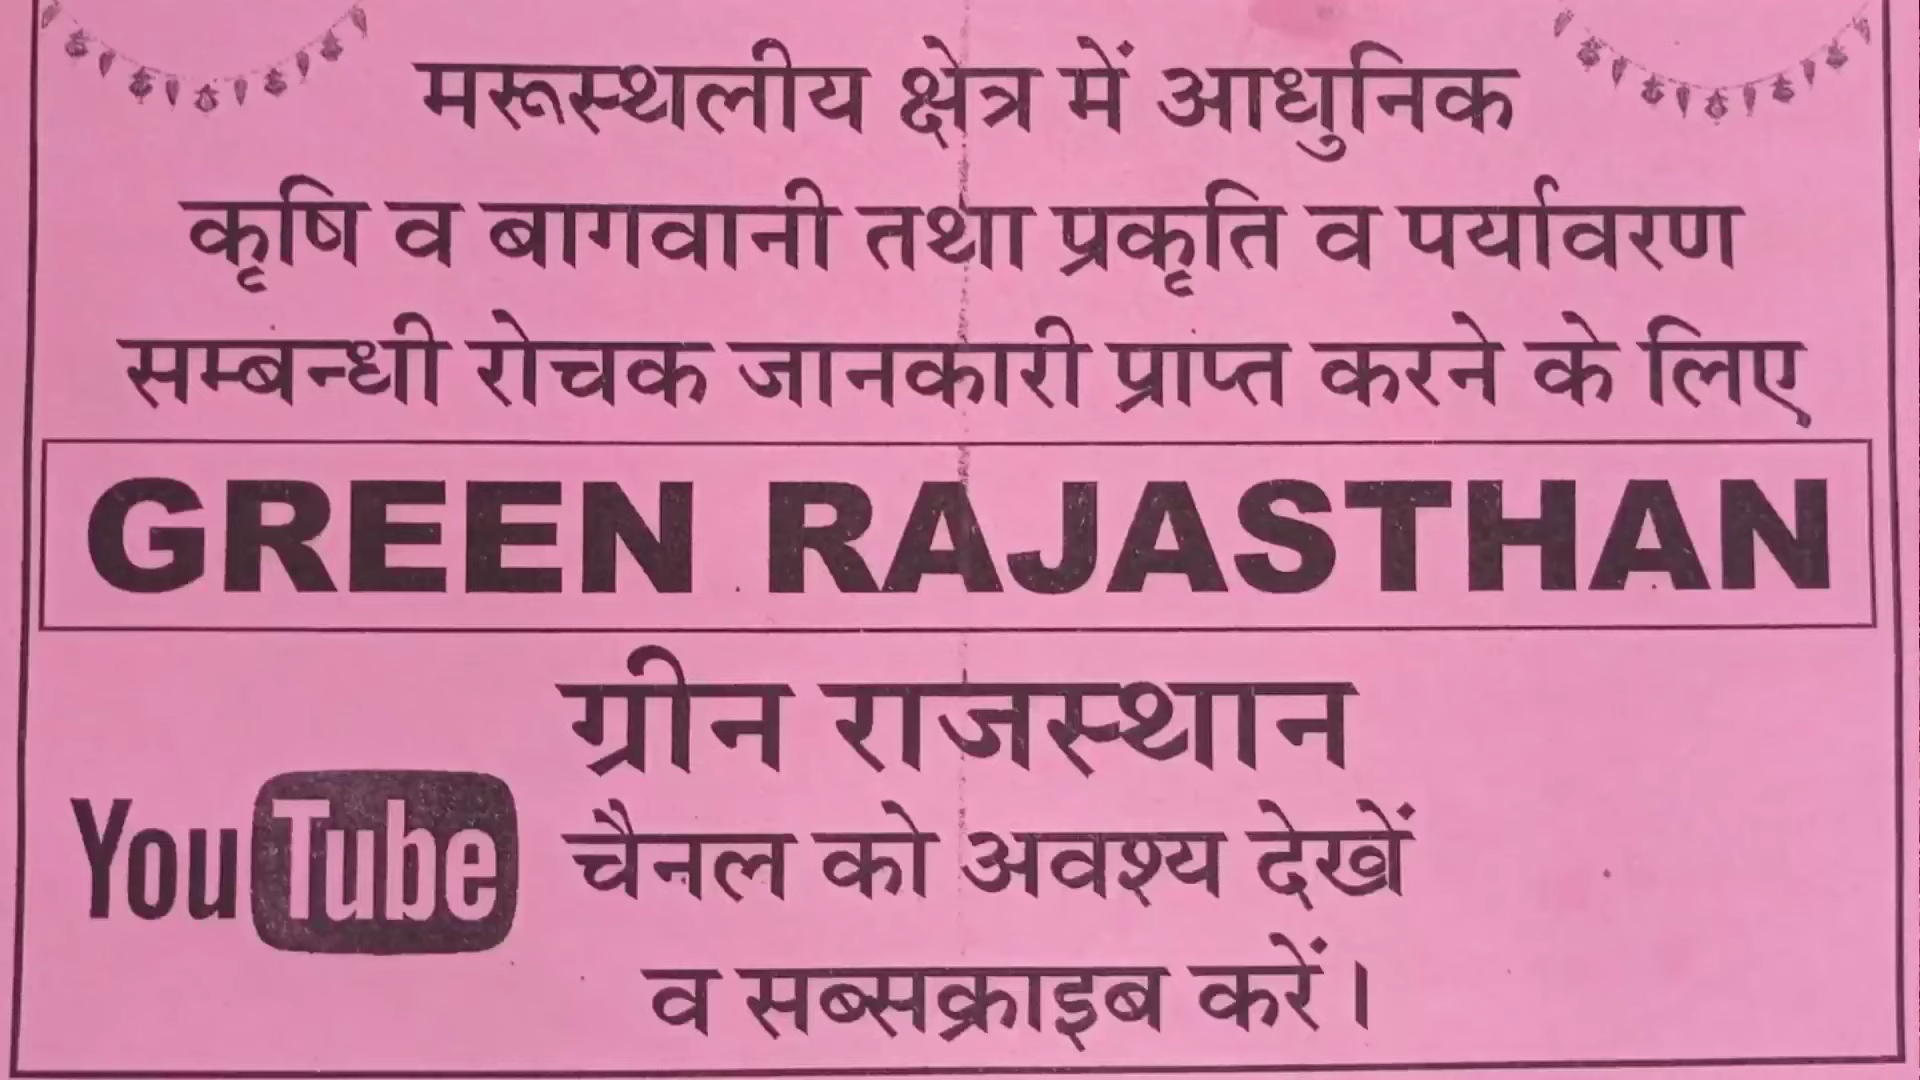 मरूस्थलीय क्षेत्र में आधुनिक
कृषि व बागवानी तथा प्रकृति व पर्यावरण
सम्बन्धी रोचक जानकारी प्राप्त करने के लिए
GREEN RAJASTHAN
ग्रीन राजस्थान
YouTube चैनल को अवश्य देखें
व सब्सक्राइब करें।